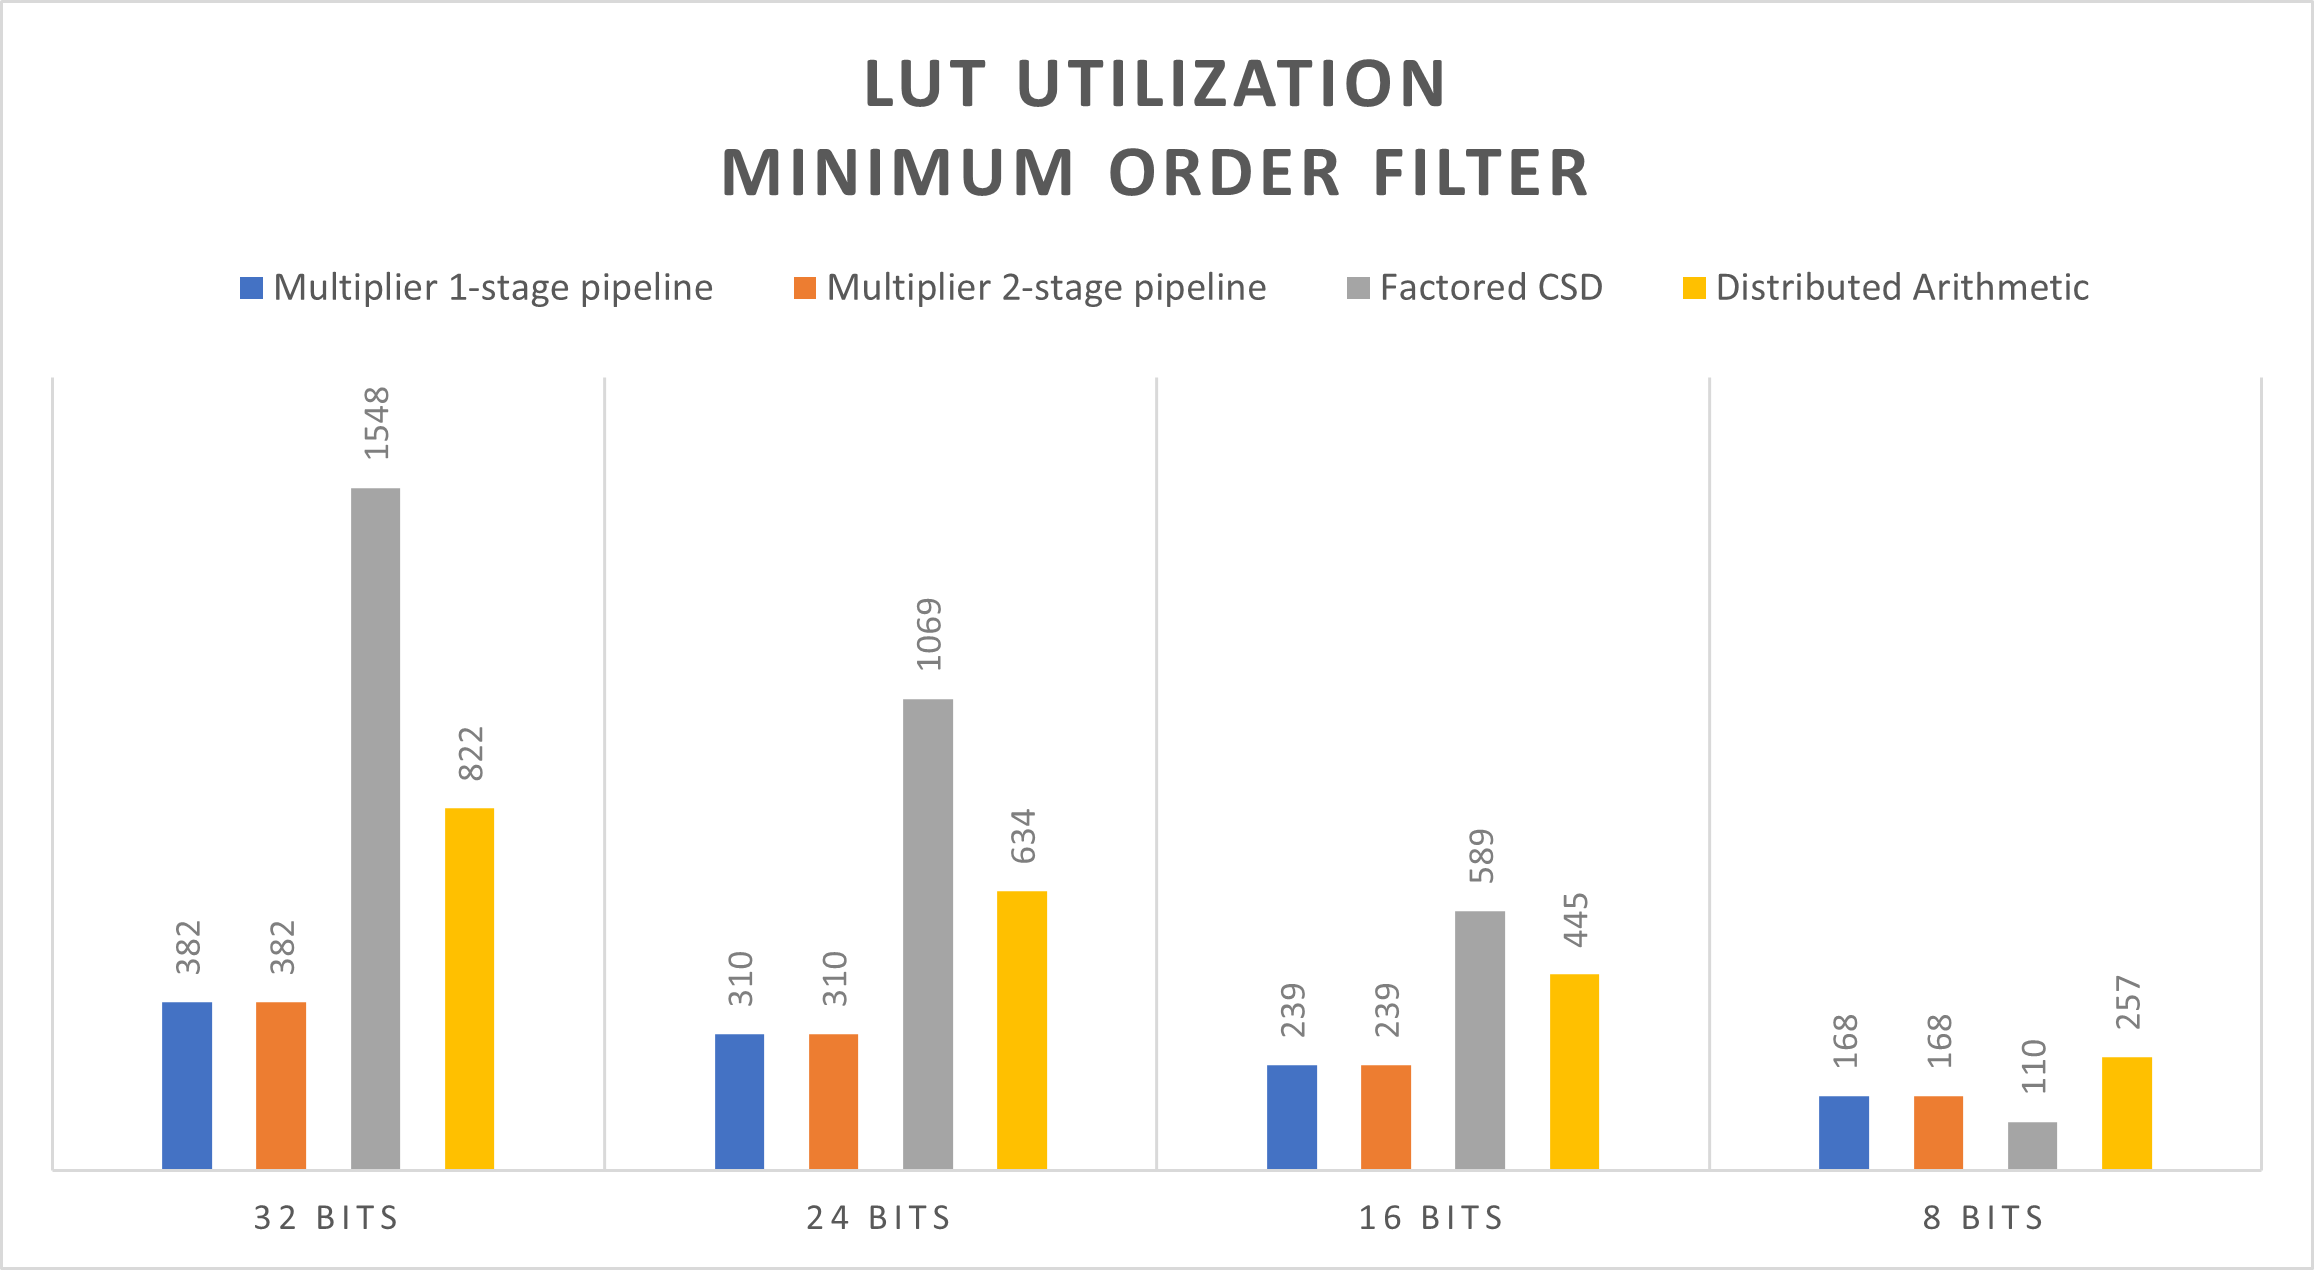 LUT UTILIZATION
MINIMUM ORDER FILTER
Multiplier 1-stage pipeline Multiplier 2-stage pipeline Factored CSD Distributed Arithmetic
382 382 1548 822
310 310 1069 634
239 239 589 445
168 168 110 257
32 BITS 24 BITS 16 BITS 8 BITS